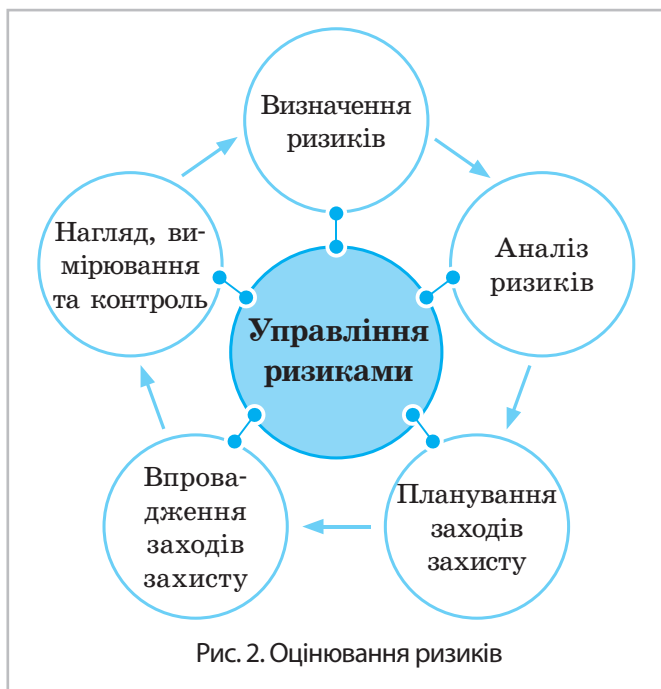 Визначення
ризиків
Аналіз
ризиків
Планування
заходів
захисту
Впрова-
дження
заходів
захисту
Нагляд, ви-
мірювання
та контроль
Управління
ризиками
Рис. 2. Оцінювання ризиків